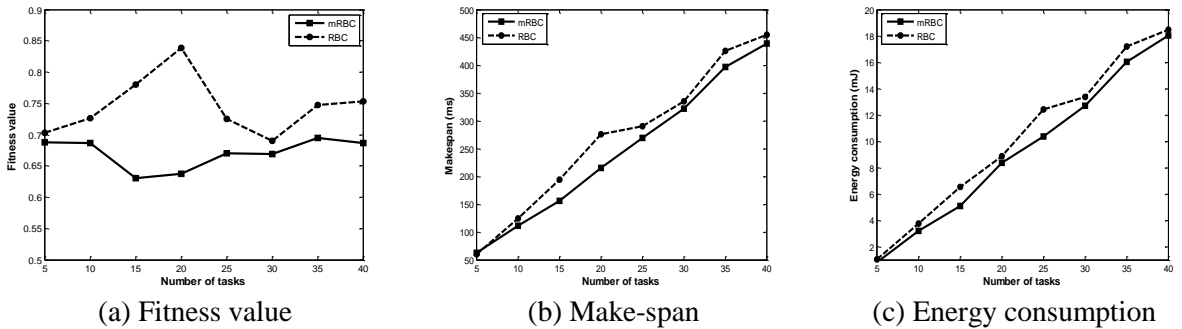 0.9
0.85
0.8
0.75
0.7
0.65
0.6
0.55
0.5
Fitness value
mRBC
RBC
5 10 15 20 25 30 35 40
Number of tasks
(a) Fitness value
500
450
400
350
300
250
200
150
100
50
Makespan (ms)
mRBC
RBC
5 10 15 20 25 30 35 40
Number of tasks
(b) Make-span
20
18
16
14
12
10
8
6
4
2
Energy consumption (mJ)
mRBC
RBC
5 10 15 20 25 30 35 40
Number of tasks
(c) Energy consumption